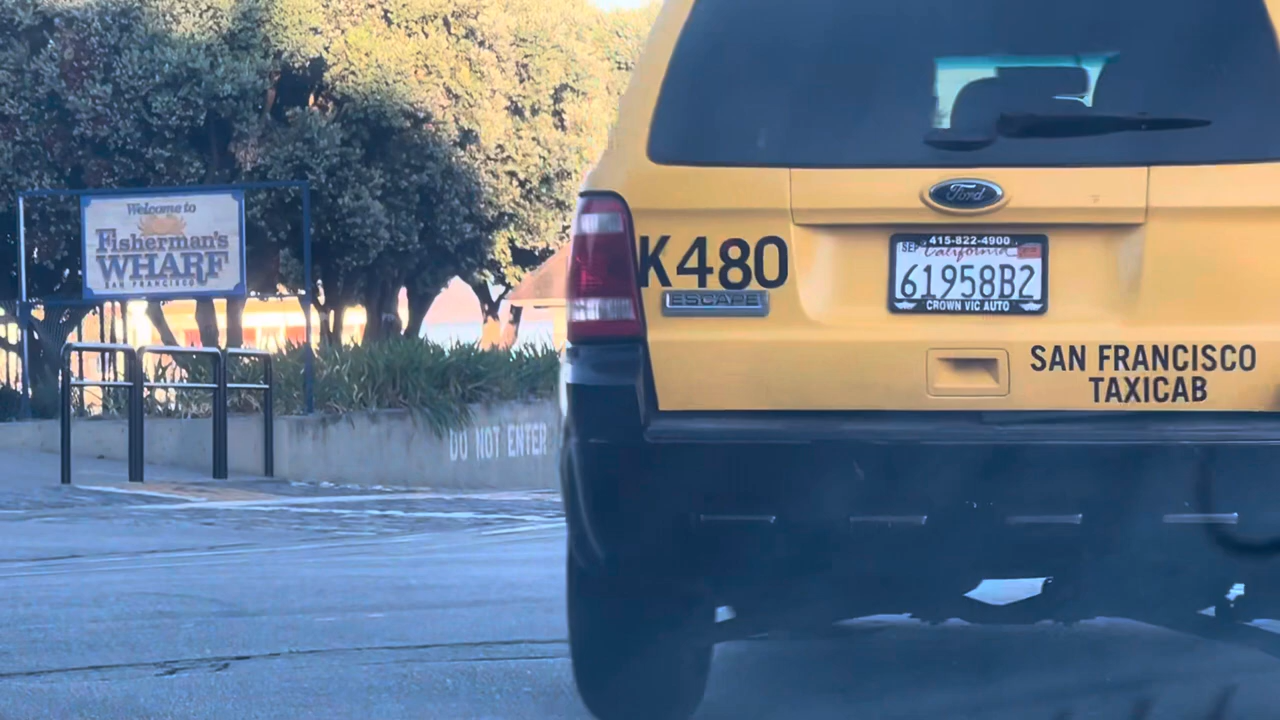 Welcome to
Fisherman's
WHARF
SAN FRANCISCO
DO NOT ENTER
Ford
K480
ESCAPE
415-822-4900
SEP California
61958B2
CROWN VIC AUTO
SAN FRANCISCO
TAXICAB